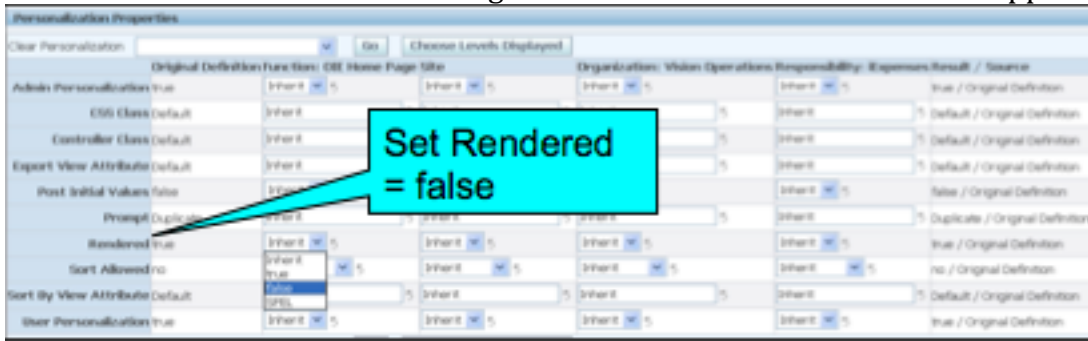 Personalization Properties
Clear Personalization Go Choose Levels Displayed
Original Definition Function: OIE Home Page Site Organization: Vision Operations Responsibility: iExpenses Result / Source
Admin Personalization true Inherit Inherit Inherit Inherit true / Original Definition
CSS Class Default Inherit Inherit Default / Original Definition
Controller Class Default Inherit Inherit Default / Original Definition
Export View Attribute Default Inherit Inherit Default / Original Definition
Post Initial Values false Inherit Inherit false / Original Definition
Prompt Duplicate Inherit Inherit Inherit Inherit Duplicate / Original Definition
Rendered true Inherit Inherit Inherit Inherit true / Original Definition
Inherit
true
false
SPEL
Sort Allowed no Inherit Inherit Inherit no / Original Definition
Sort By View Attribute Default Inherit Inherit Inherit Default / Original Definition
User Personalization true Inherit Inherit Inherit Inherit true / Original Definition
Set Rendered
= false